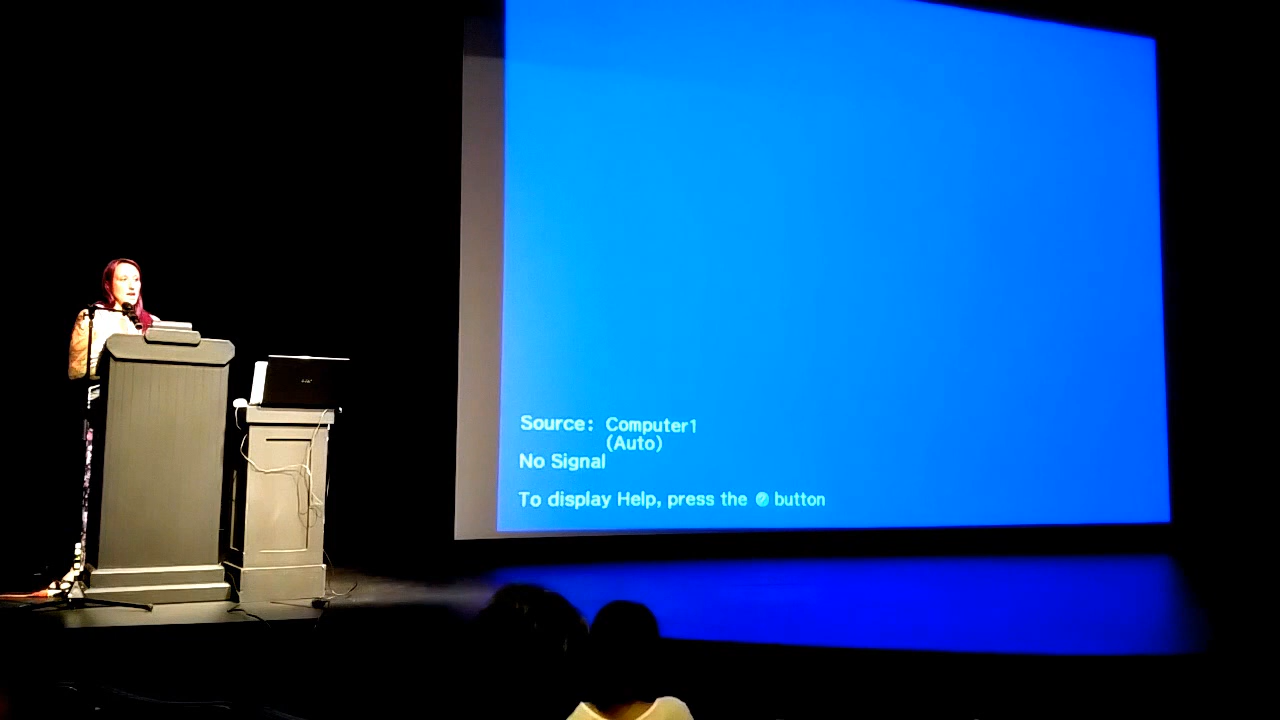 Source: Computer1
(Auto)
No Signal
To display Help, press the button